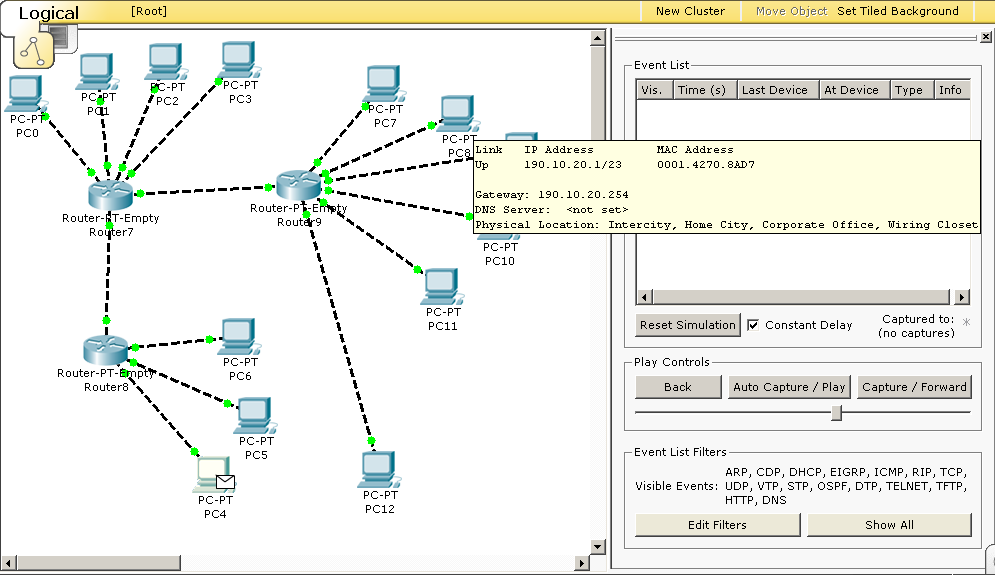 Logical [Root] New Cluster Move Object Set Tiled Background
PC-PT
PC0
PC-PT
PC1
PC-PT
PC2
PC-PT
PC3
PC-PT
PC7
PC-PT
PC8
Router-PT-Empty
Router7
Router-PT-Empty
Router9
PC-PT
PC10
PC-PT
PC11
Router-PT-Empty
Router8
PC-PT
PC6
PC-PT
PC5
PC-PT
PC4
PC-PT
PC12
Link IP Address MAC Address
Up 190.10.20.1/23 0001.4270.8AD7
Gateway: 190.10.20.254
DNS Server: <not set>
Physical Location: Intercity, Home City, Corporate Office, Wiring Closet
Event List
Vis. Time (s) Last Device At Device Type Info
Reset Simulation Constant Delay Captured to:
(no captures)
*
Play Controls
Back Auto Capture / Play Capture / Forward
Event List Filters
Visible Events: ARP, CDP, DHCP, EIGRP, ICMP, RIP, TCP,
UDP, VTP, STP, OSPF, DTP, TELNET, TFTP,
HTTP, DNS
Edit Filters Show All